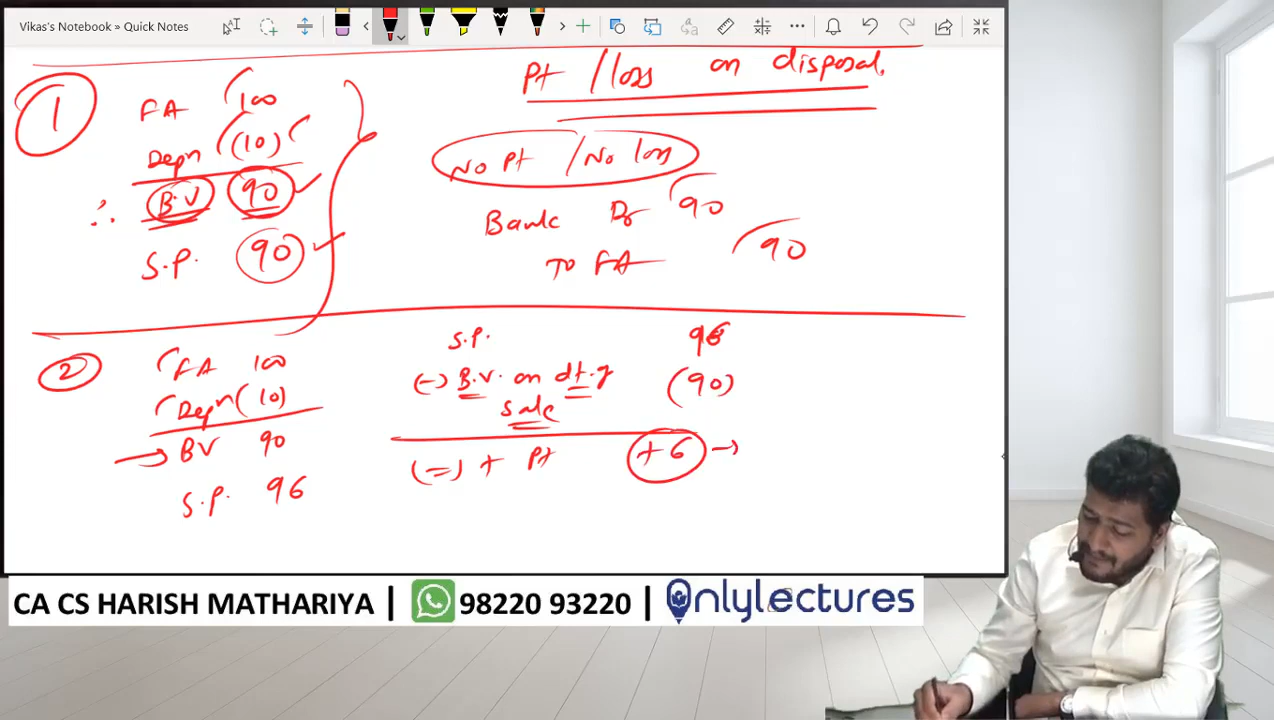 Vikas's Notebook » Quick Notes
Pt / loss on disposal.
① FA 100
Depn (10)
∴ B.V 90
S.P. 90
No Pt / No loss
Bank Dr 90
To FA 90
② FA 100
Depn (10)
→ BV 90
S.P. 96
S.P. 96
(-) B.V. on dt. of (90)
sale
(=) + Pt +6 →
CA CS HARISH MATHARIYA | 98220 93220 | Onlylectures